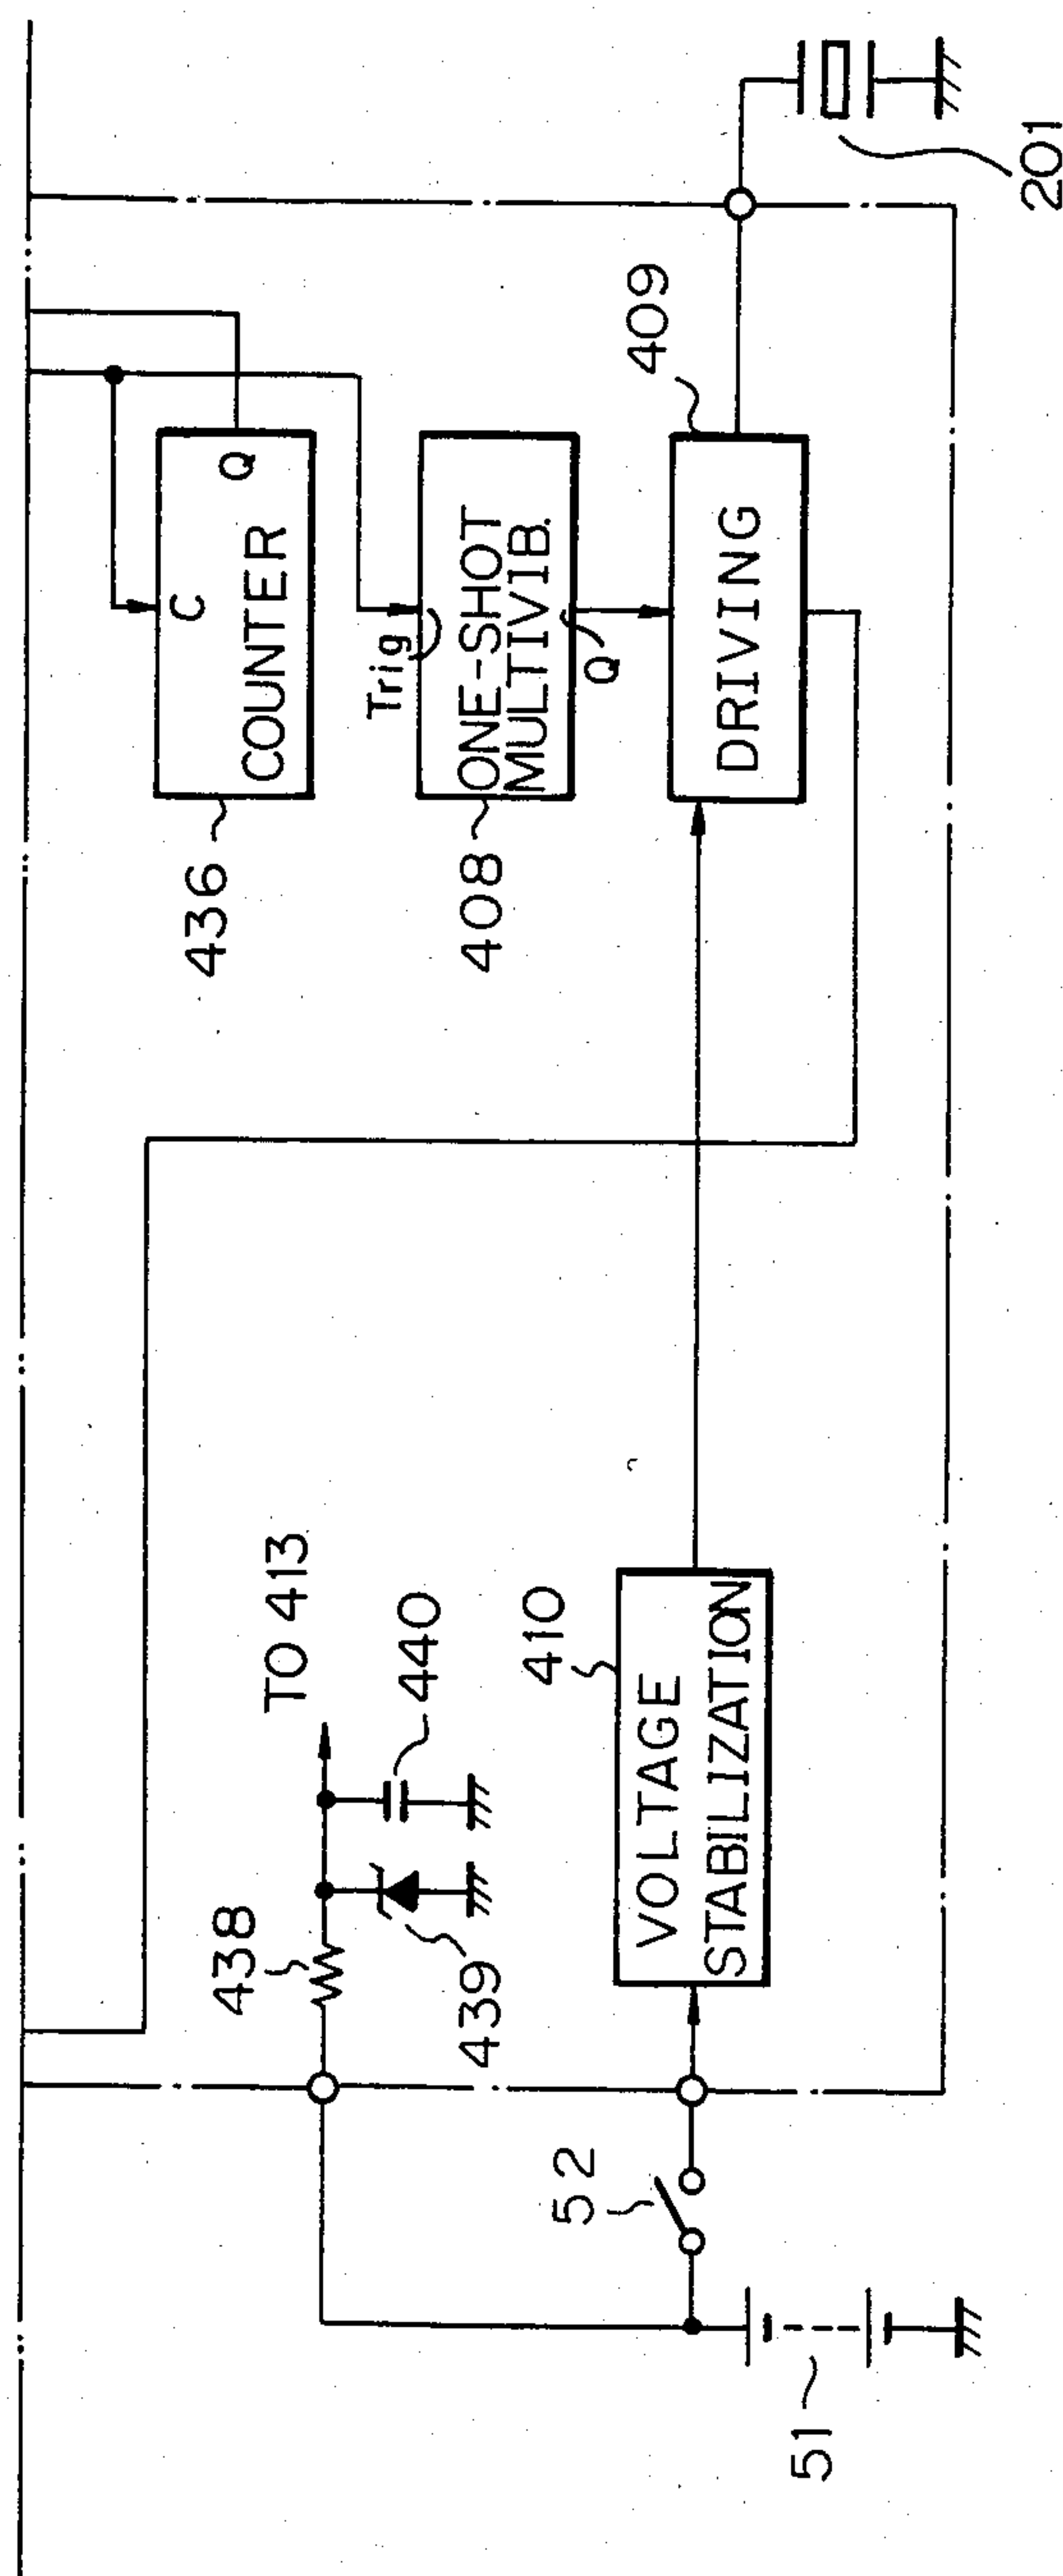 51
52
438
439
TO 413
440
410
VOLTAGE
STABILIZATION
436
C
Q
COUNTER
Trig
408
ONE-SHOT
MULTIVIB.
Q
409
DRIVING
201